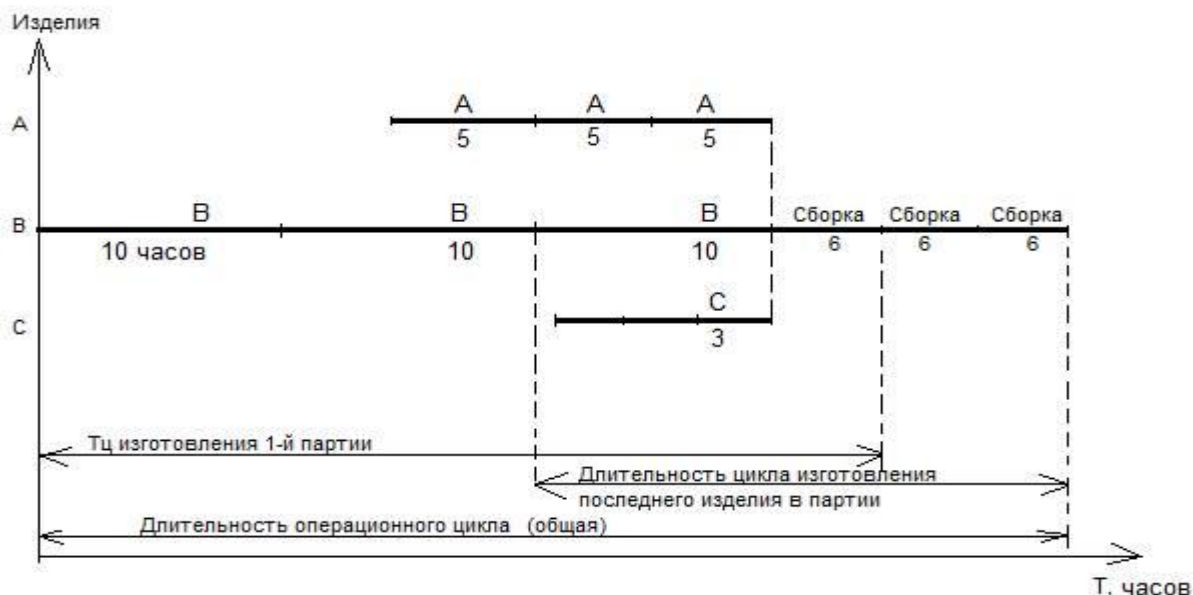 Изделия
A
A A A
5 5 5
B
B B B Сборка Сборка Сборка
10 часов 10 10 6 6 6
C
C
3
Тц изготовления 1-й партии
Длительность цикла изготовления
последнего изделия в партии
Длительность операционного цикла (общая)
Т, часов